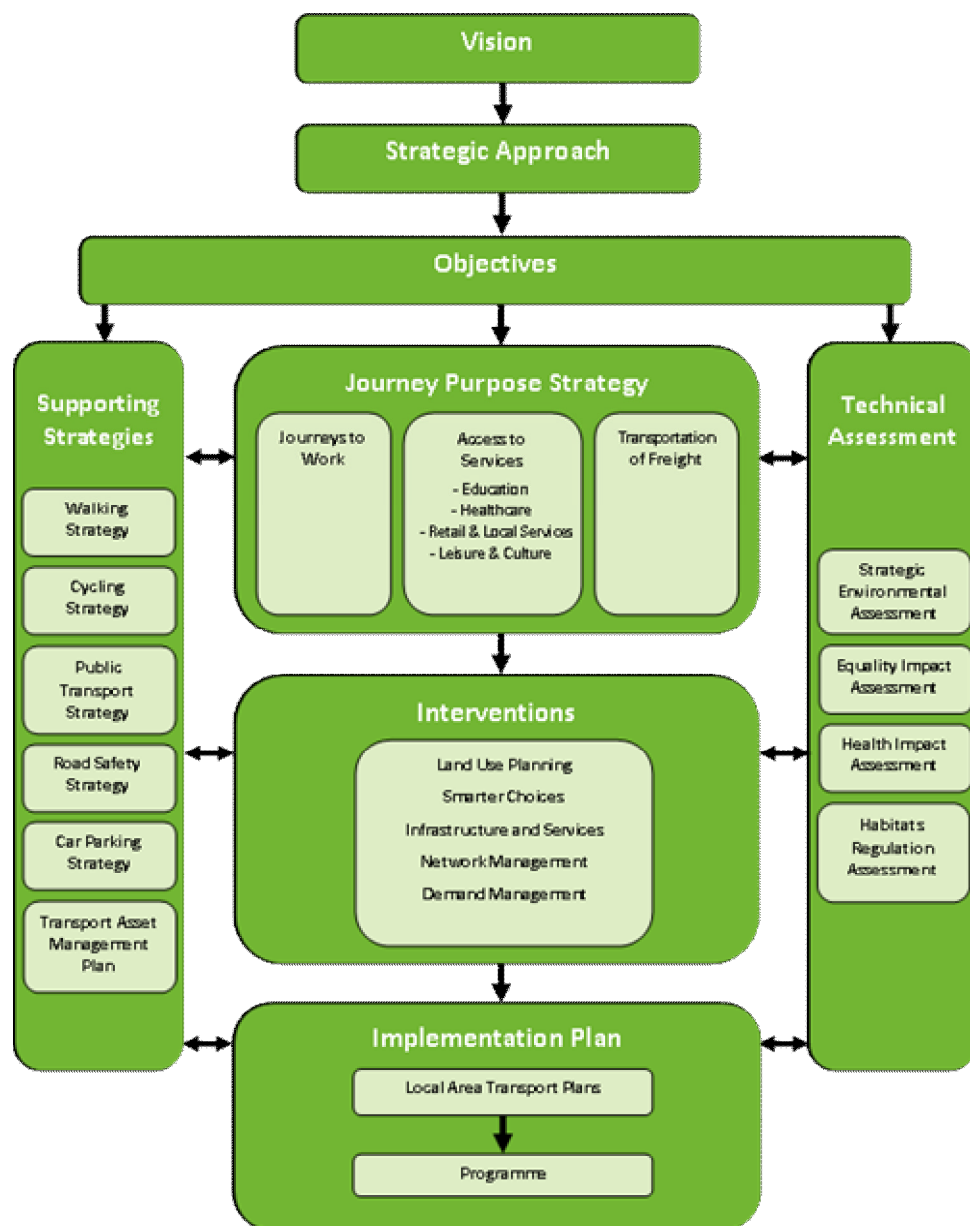 Vision
Strategic Approach
Objectives
Supporting
Strategies
Walking
Strategy
Cycling
Strategy
Public
Transport
Strategy
Road Safety
Strategy
Car Parking
Strategy
Transport Asset
Management
Plan
Journey Purpose Strategy
Journeys to
Work
Access to
Services
- Education
- Healthcare
- Retail & Local Services
- Leisure & Culture
Transportation
of Freight
Interventions
Land Use Planning
Smarter Choices
Infrastructure and Services
Network Management
Demand Management
Implementation Plan
Local Area Transport Plans
Programme
Technical
Assessment
Strategic
Environmental
Assessment
Equality Impact
Assessment
Health Impact
Assessment
Habitats
Regulation
Assessment